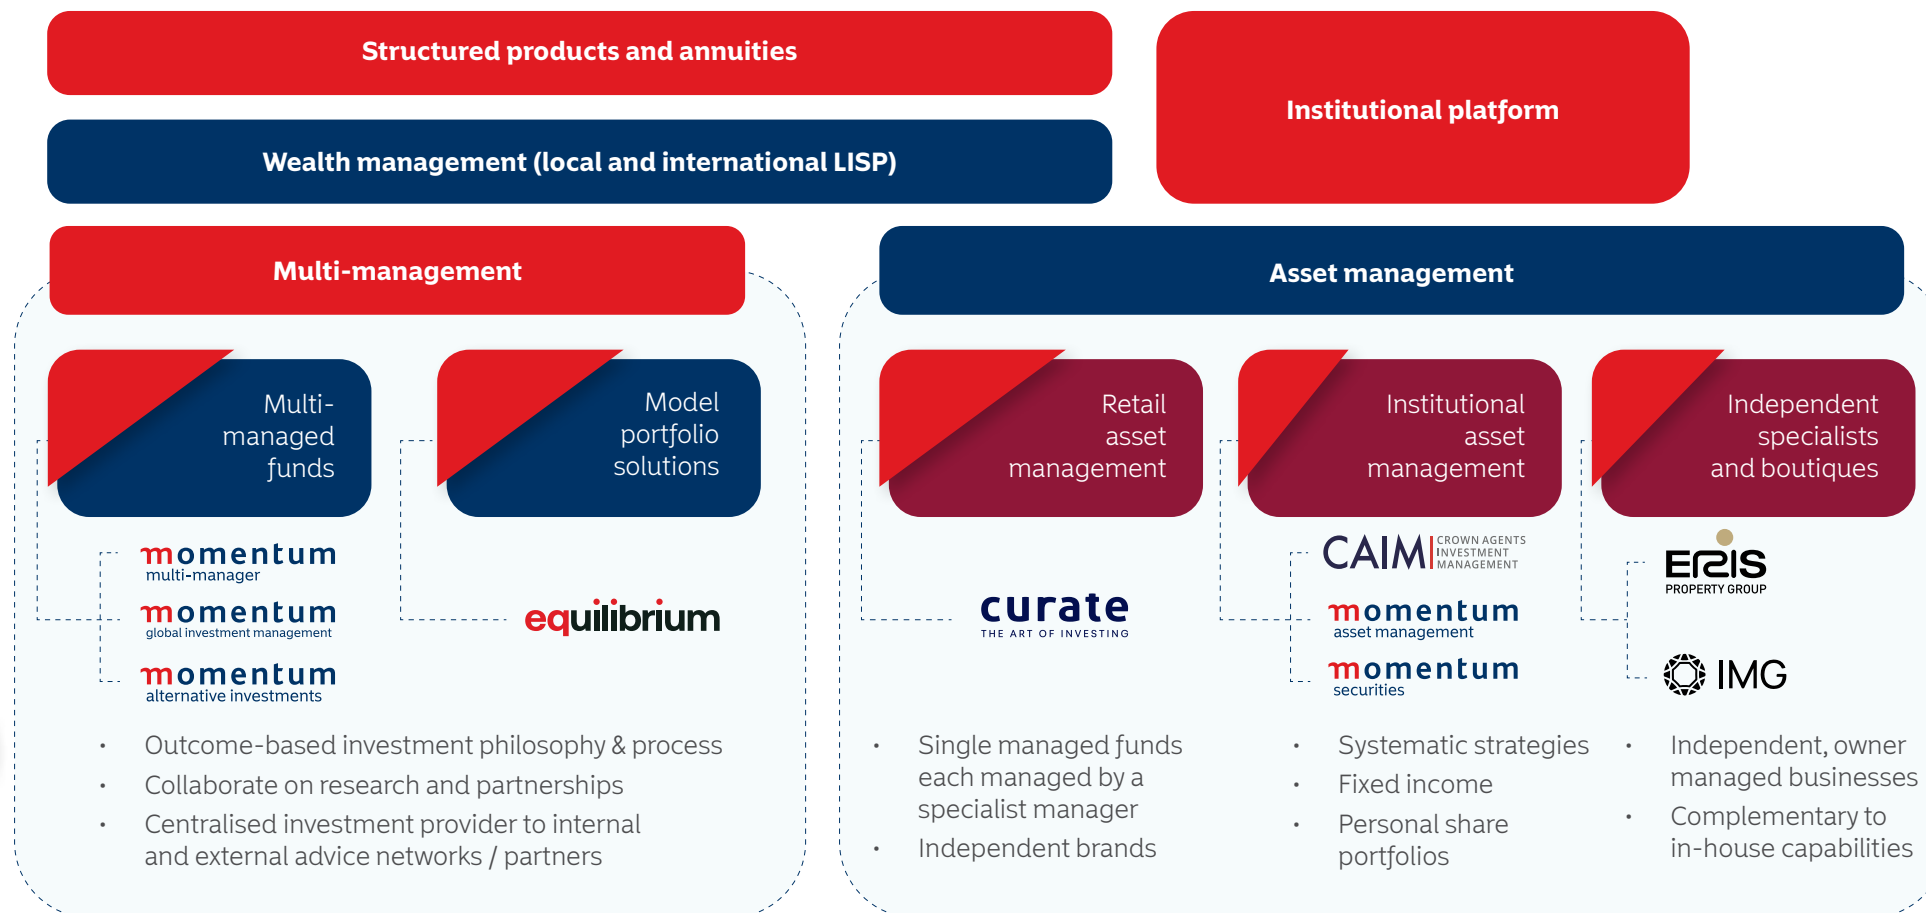 Structured products and annuities
Institutional platform
Wealth management (local and international LISP)
Multi-management
Multi-
managed
funds
Model
portfolio
solutions
momentum
multi-manager
momentum
global investment management
momentum
alternative investments
equilibrium
• Outcome-based investment philosophy & process
• Collaborate on research and partnerships
• Centralised investment provider to internal
and external advice networks / partners
Asset management
Retail
asset
management
curate
THE ART OF INVESTING
• Single managed funds
each managed by a
specialist manager
• Independent brands
Institutional
asset
management
CAIM
CROWN AGENTS
INVESTMENT
MANAGEMENT
momentum
asset management
momentum
securities
• Systematic strategies
• Fixed income
• Personal share
portfolios
Independent
specialists
and boutiques
ERIS
PROPERTY GROUP
IMG
• Independent, owner
managed businesses
• Complementary to
in-house capabilities